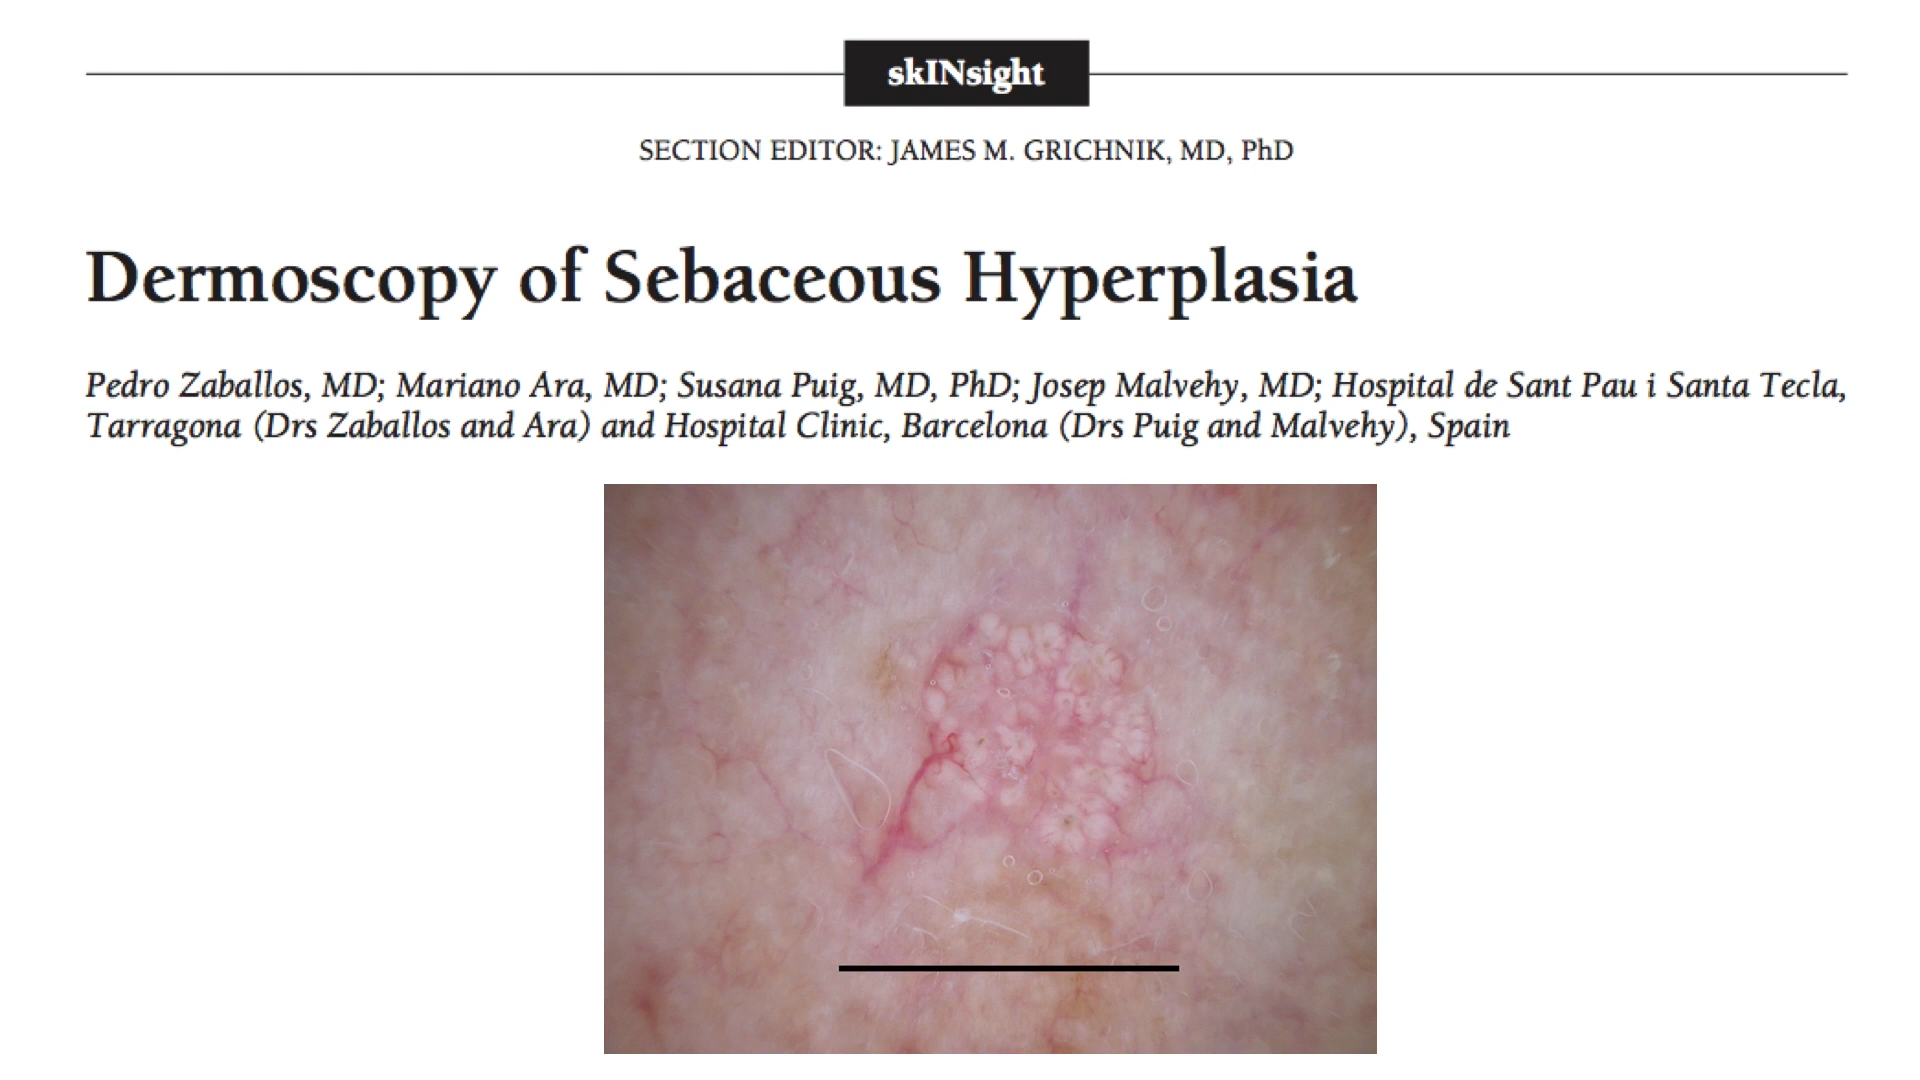 skINsight
SECTION EDITOR: JAMES M. GRICHNIK, MD, PhD
Dermoscopy of Sebaceous Hyperplasia
Pedro Zaballos, MD; Mariano Ara, MD; Susana Puig, MD, PhD; Josep Malvehy, MD; Hospital de Sant Pau i Santa Tecla,
Tarragona (Drs Zaballos and Ara) and Hospital Clinic, Barcelona (Drs Puig and Malvehy), Spain